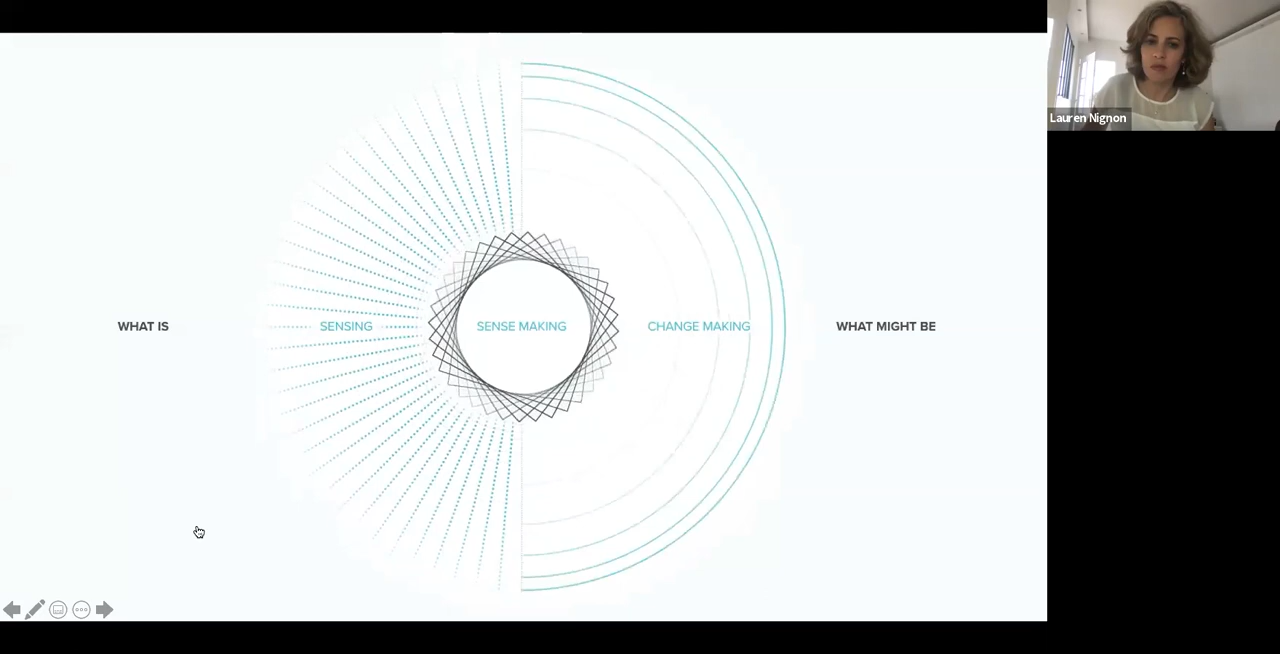 Lauren Nignon
WHAT IS
SENSING
SENSE MAKING
CHANGE MAKING
WHAT MIGHT BE